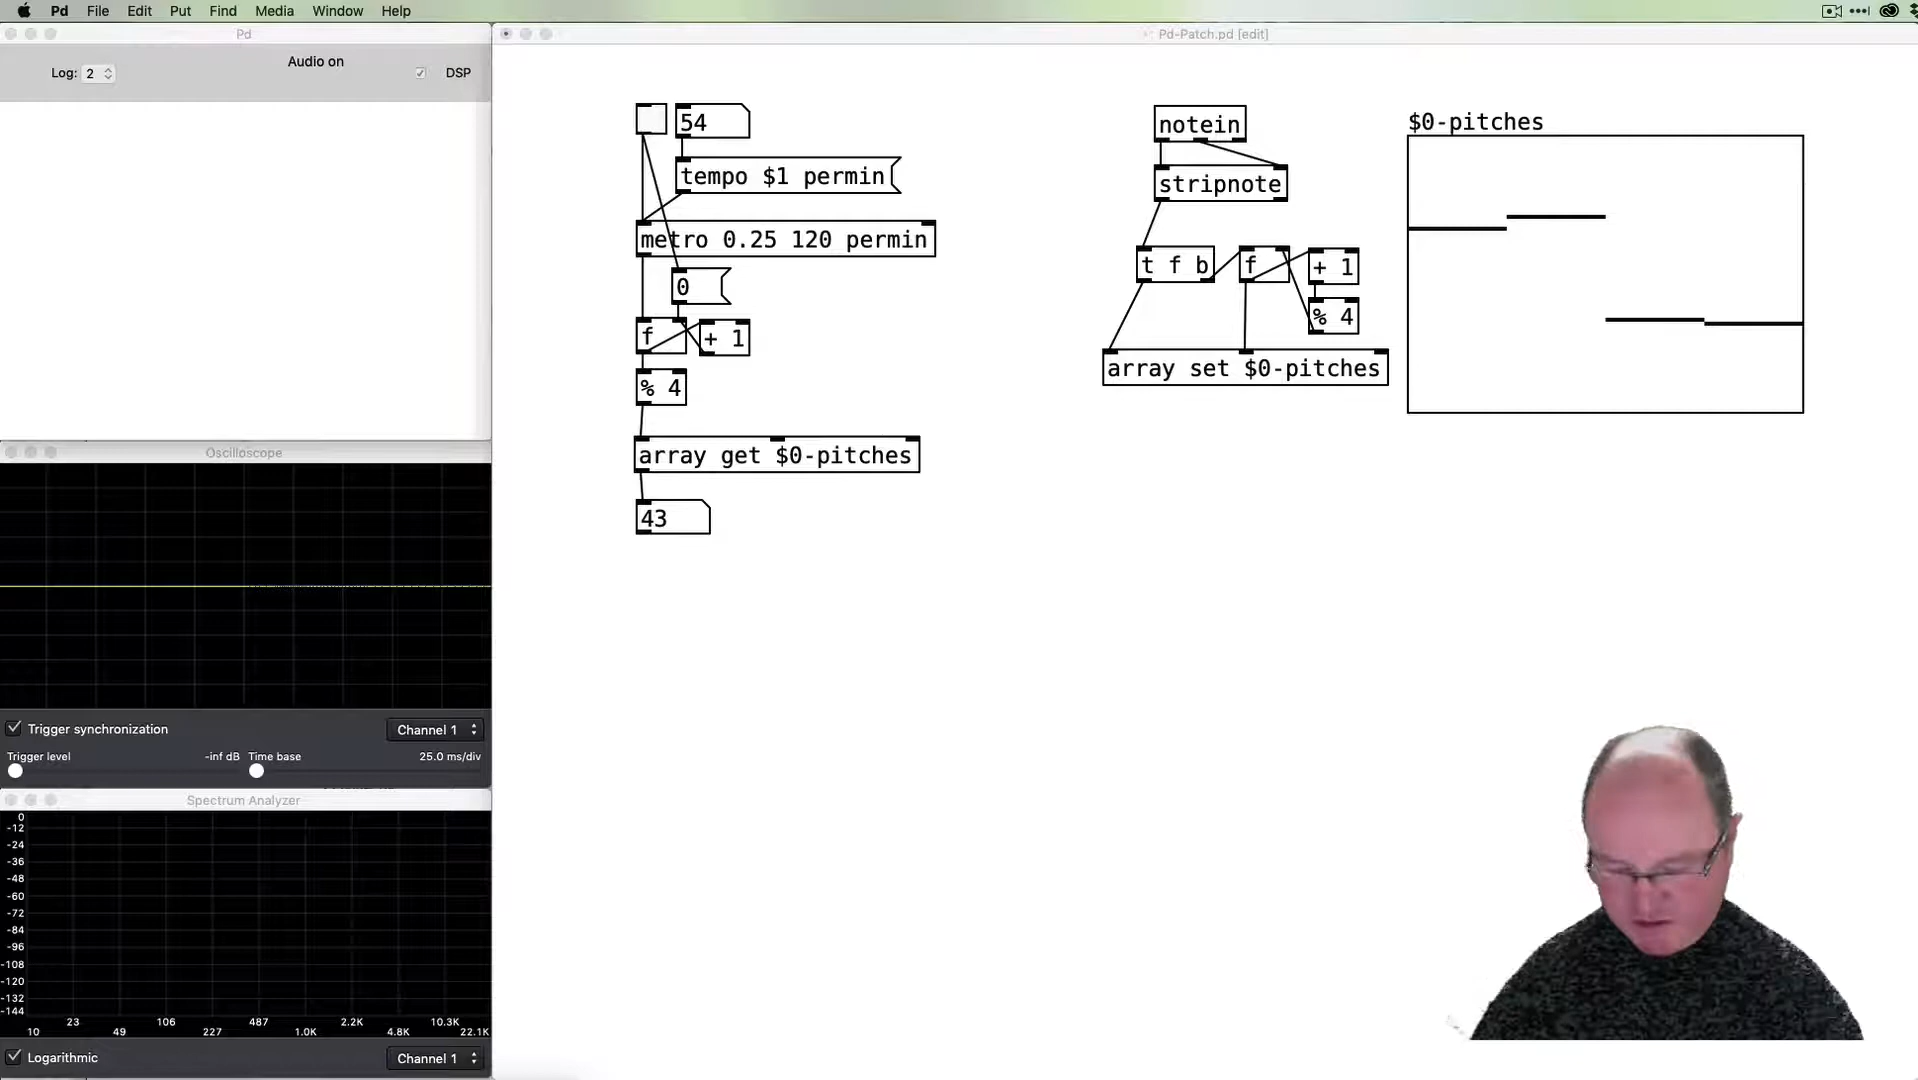 Pd File Edit Put Find Media Window Help
Pd
Log: 2
Audio on
DSP
Pd-Patch.pd [edit]
54
tempo $1 permin
metro 0.25 120 permin
0
f
+ 1
% 4
array get $0-pitches
43
notein
stripnote
t f b
f
+ 1
% 4
array set $0-pitches
$0-pitches
Oscilloscope
Trigger synchronization
Channel 1
Trigger level
-inf dB
Time base
25.0 ms/div
Spectrum Analyzer
0
-12
-24
-36
-48
-60
-72
-84
-96
-108
-120
-132
-144
10 23 49 106 227 487 1.0K 2.2K 4.8K 10.3K 22.1K
Logarithmic
Channel 1